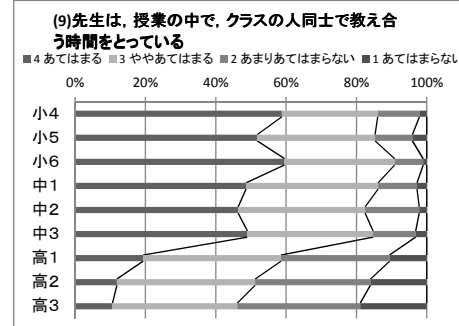 (9)先生は，授業の中で，クラスの人同士で教え合
う時間をとっている
■4 あてはまる ■3 ややあてはまる ■2 あまりあてはまらない ■1 あてはまらない
0% 20% 40% 60% 80% 100%
小4
小5
小6
中1
中2
中3
高1
高2
高3